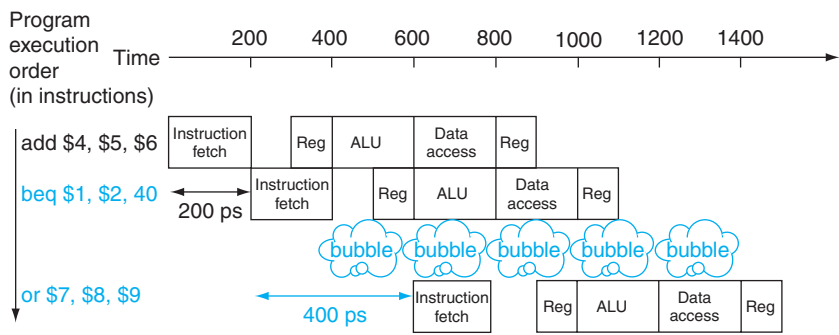 Program
execution
order
(in instructions)
Time
200 400 600 800 1000 1200 1400
add $4, $5, $6
Instruction
fetch
Reg
ALU
Data
access
Reg
beq $1, $2, 40
200 ps
Instruction
fetch
Reg
ALU
Data
access
Reg
bubble bubble bubble bubble bubble
or $7, $8, $9
400 ps
Instruction
fetch
Reg
ALU
Data
access
Reg